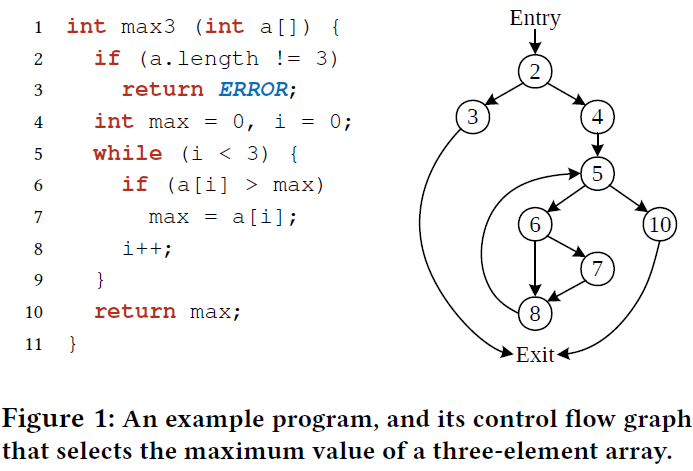 1 int max3 (int a[]) {
2 if (a.length != 3)
3 return ERROR;
4 int max = 0, i = 0;
5 while (i < 3) {
6 if (a[i] > max)
7 max = a[i];
8 i++;
9 }
10 return max;
11 }
Entry
2
3
4
5
6
10
7
8
Exit
Figure 1: An example program, and its control flow graph
that selects the maximum value of a three-element array.